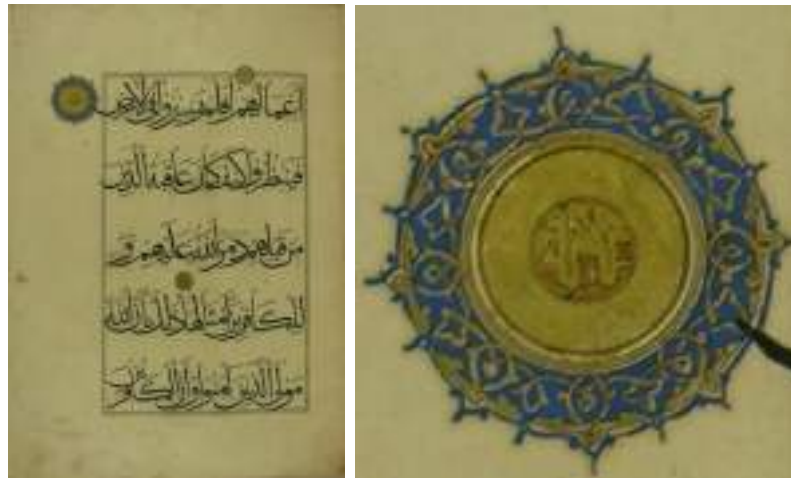 أعمالهم أفلم يسيروا في الأرض
فينظروا كيف كان عاقبة الذين
من قبلهم دمر الله عليهم و
للكافرين أمثالها ذلك بأن الله
مولى الذين آمنوا وأن الكافرين